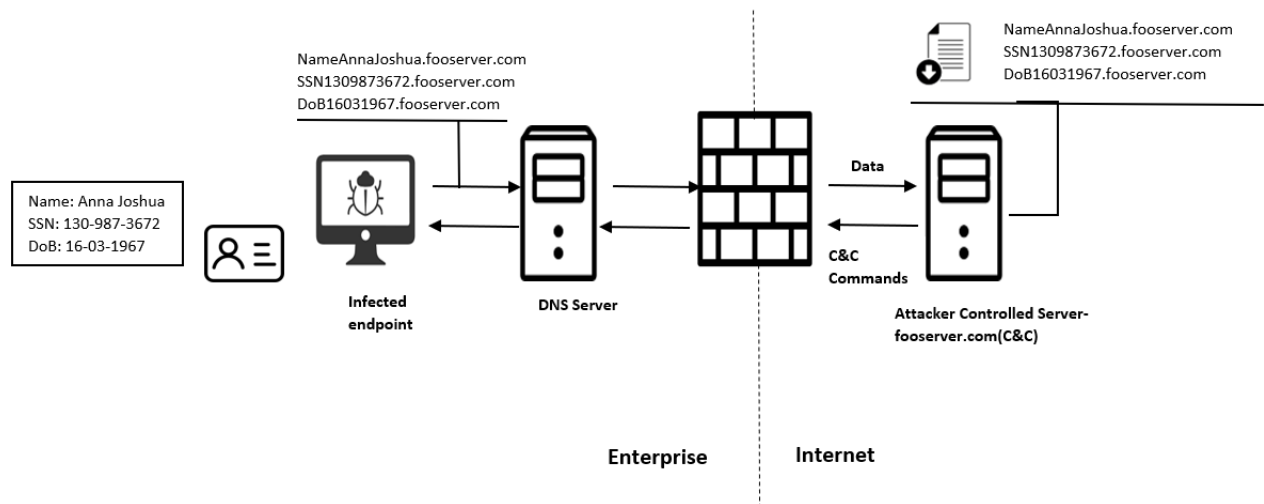 NameAnnaJoshua.fooserver.com
SSN1309873672.fooserver.com
DoB16031967.fooserver.com
NameAnnaJoshua.fooserver.com
SSN1309873672.fooserver.com
DoB16031967.fooserver.com
Name: Anna Joshua
SSN: 130-987-3672
DoB: 16-03-1967
Data
C&C
Commands
Infected
endpoint
DNS Server
Attacker Controlled Server-
fooserver.com(C&C)
Enterprise
Internet